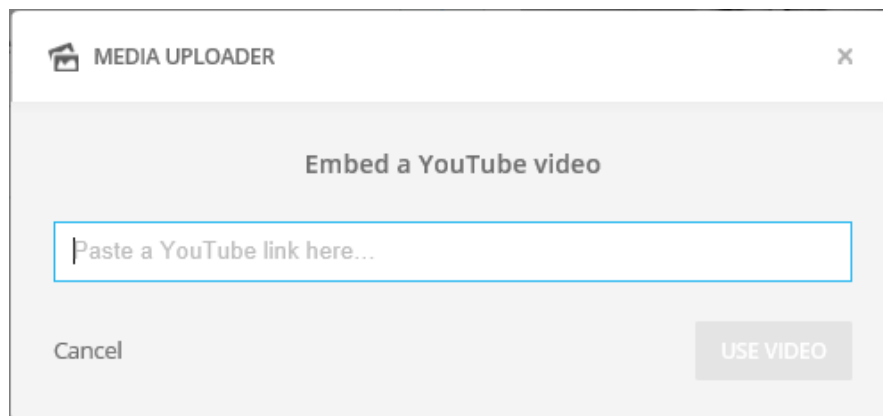 MEDIA UPLOADER
Embed a YouTube video
Paste a YouTube link here...
Cancel
USE VIDEO